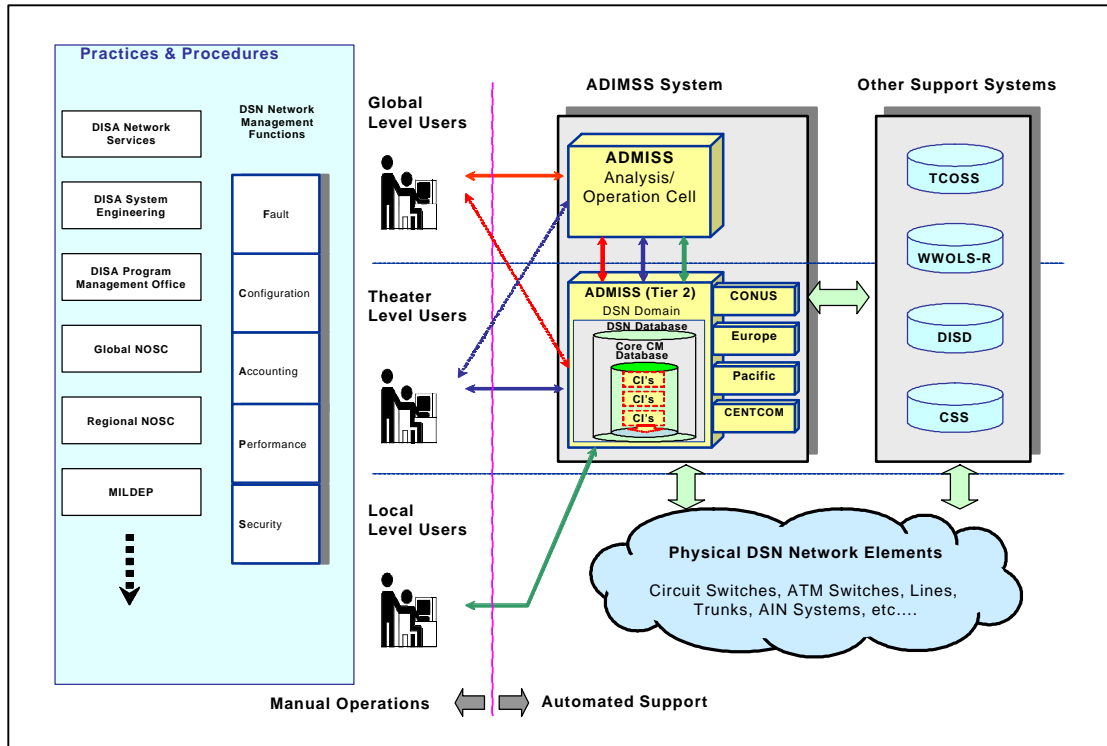 Practices & Procedures
DISA Network
Services
DISA System
Engineering
DISA Program
Management Office
Global NOSC
Regional NOSC
MILDEP
DSN Network
Management
Functions
Fault
Configuration
Accounting
Performance
Security
Global
Level Users
Theater
Level Users
Local
Level Users
ADIMSS System
ADMISS
Analysis/
Operation Cell
ADMISS (Tier 2)
DSN Domain
DSN Database
Core CM
Database
CI's
CI's
CI's
CONUS
Europe
Pacific
CENTCOM
Other Support Systems
TCOSS
WWOLS-R
DISD
CSS
Physical DSN Network Elements
Circuit Switches, ATM Switches, Lines,
Trunks, AIN Systems, etc....
Manual Operations
Automated Support